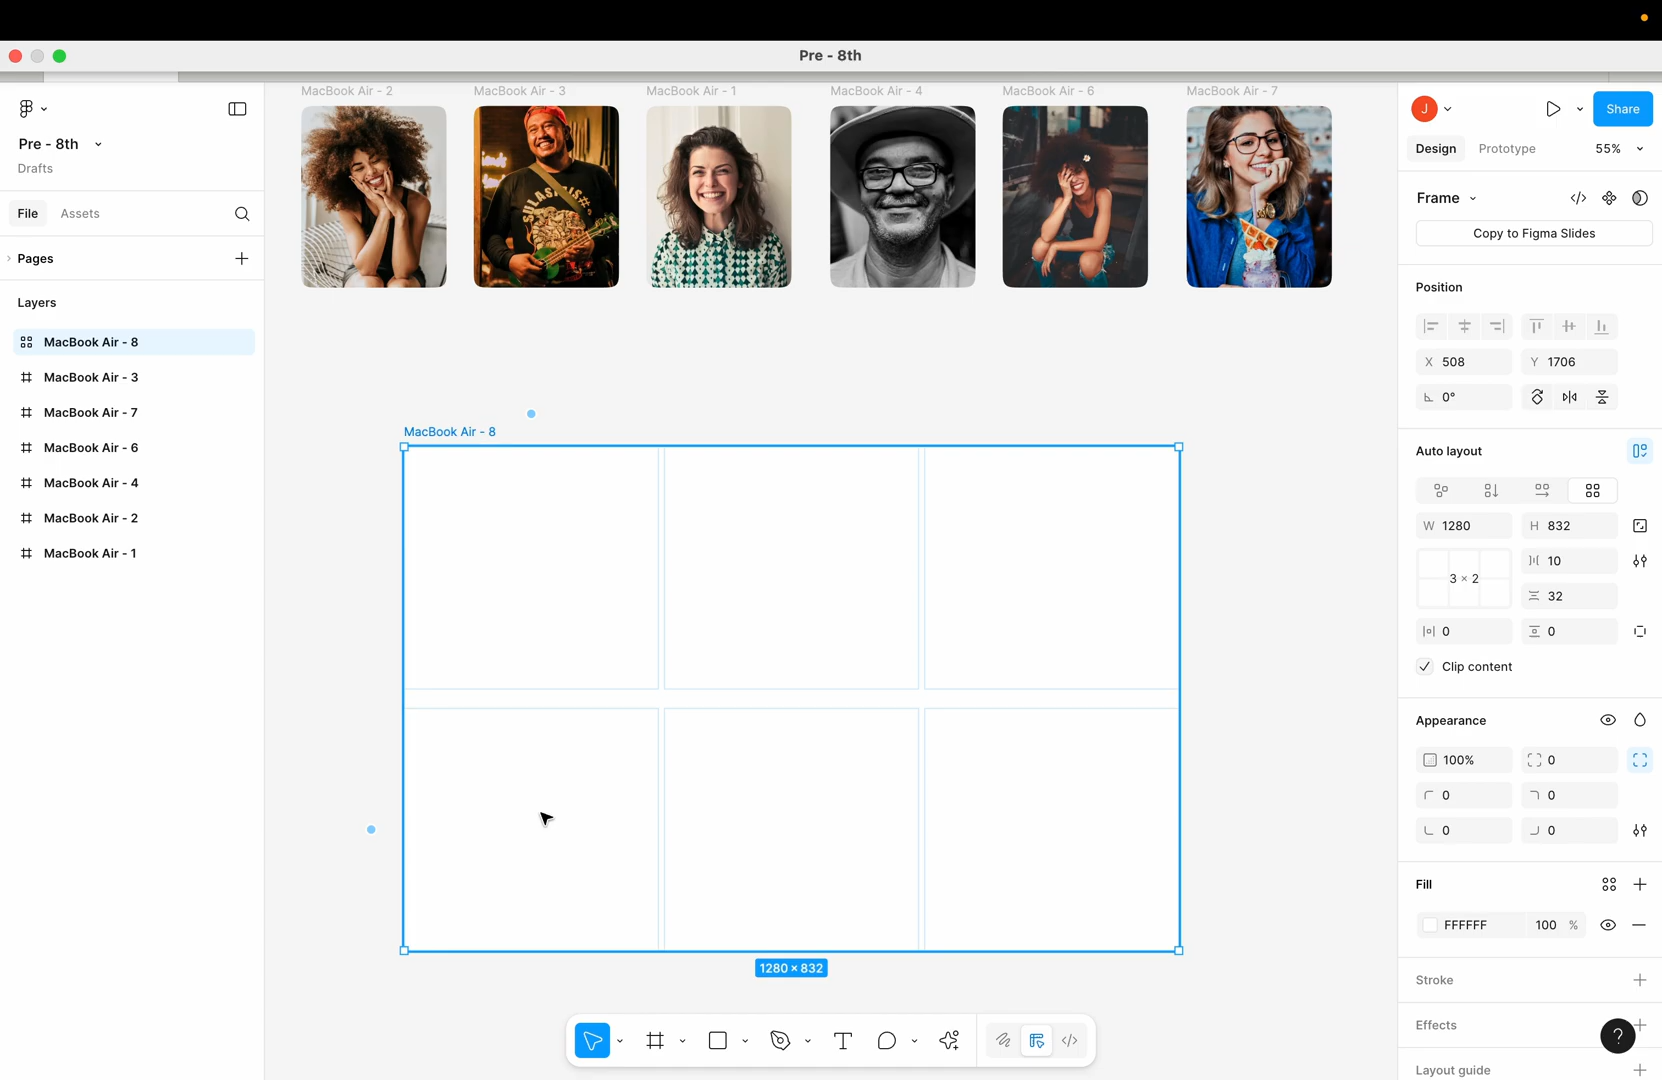 Pre - 8th
Pre - 8th
Drafts
File
Assets
Pages
Layers
MacBook Air - 8
MacBook Air - 3
MacBook Air - 7
MacBook Air - 6
MacBook Air - 4
MacBook Air - 2
MacBook Air - 1
MacBook Air - 2
MacBook Air - 3
MacBook Air - 1
MacBook Air - 4
MacBook Air - 6
MacBook Air - 7
MacBook Air - 8
1280 × 832
J
Share
Design
Prototype
55%
Frame
Copy to Figma Slides
Position
X 508
Y 1706
0°
Auto layout
W 1280
H 832
3 × 2
10
32
0
0
Clip content
Appearance
100%
0
0
0
0
0
Fill
FFFFFF
100 %
Stroke
Effects
?
Layout guide